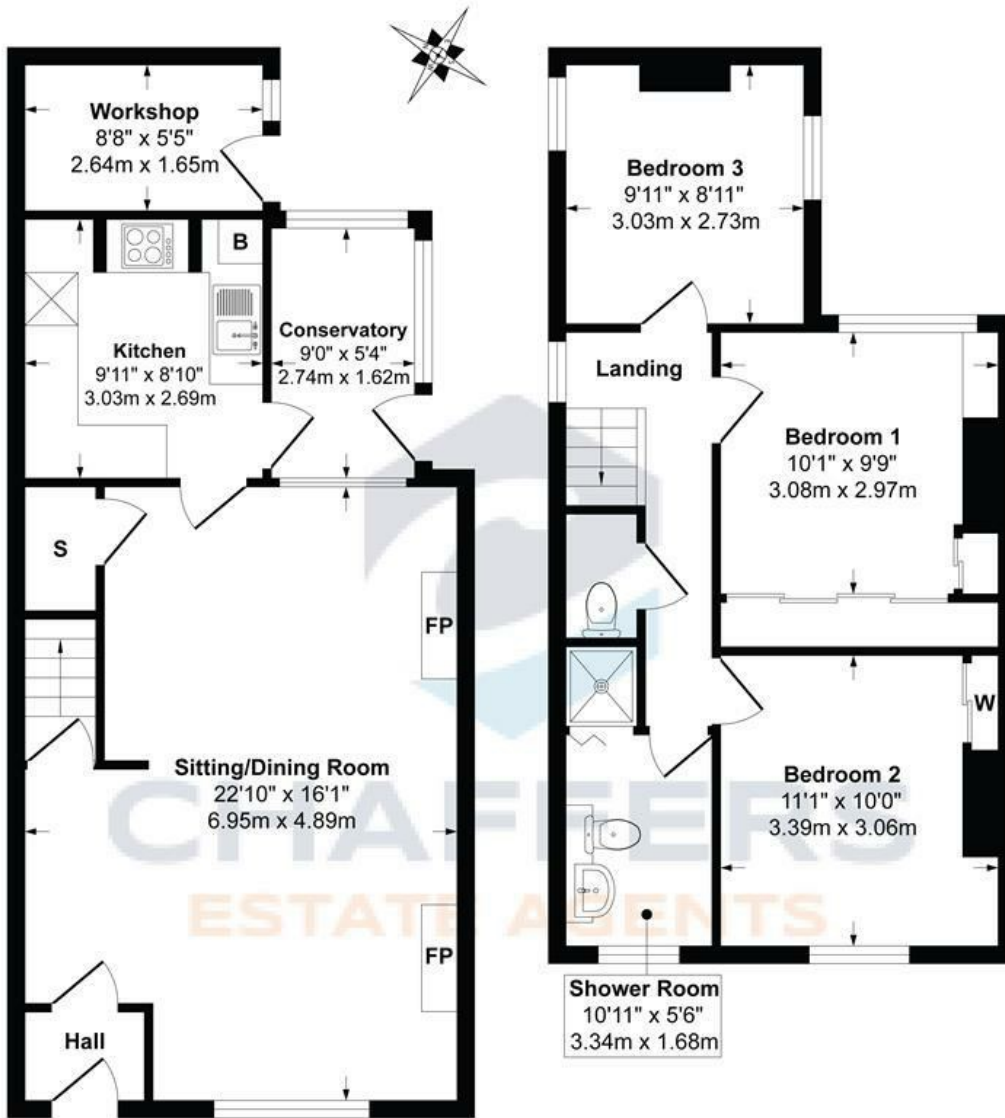 Workshop
8'8" x 5'5"
2.64m x 1.65m
B
Kitchen
9'11" x 8'10"
3.03m x 2.69m
Conservatory
9'0" x 5'4"
2.74m x 1.62m
S
FP
Sitting/Dining Room
22'10" x 16'1"
6.95m x 4.89m
FP
Hall
Bedroom 3
9'11" x 8'11"
3.03m x 2.73m
Landing
Bedroom 1
10'1" x 9'9"
3.08m x 2.97m
W
Bedroom 2
11'1" x 10'0"
3.39m x 3.06m
Shower Room
10'11" x 5'6"
3.34m x 1.68m
CHAFFERS
ESTATE AGENTS